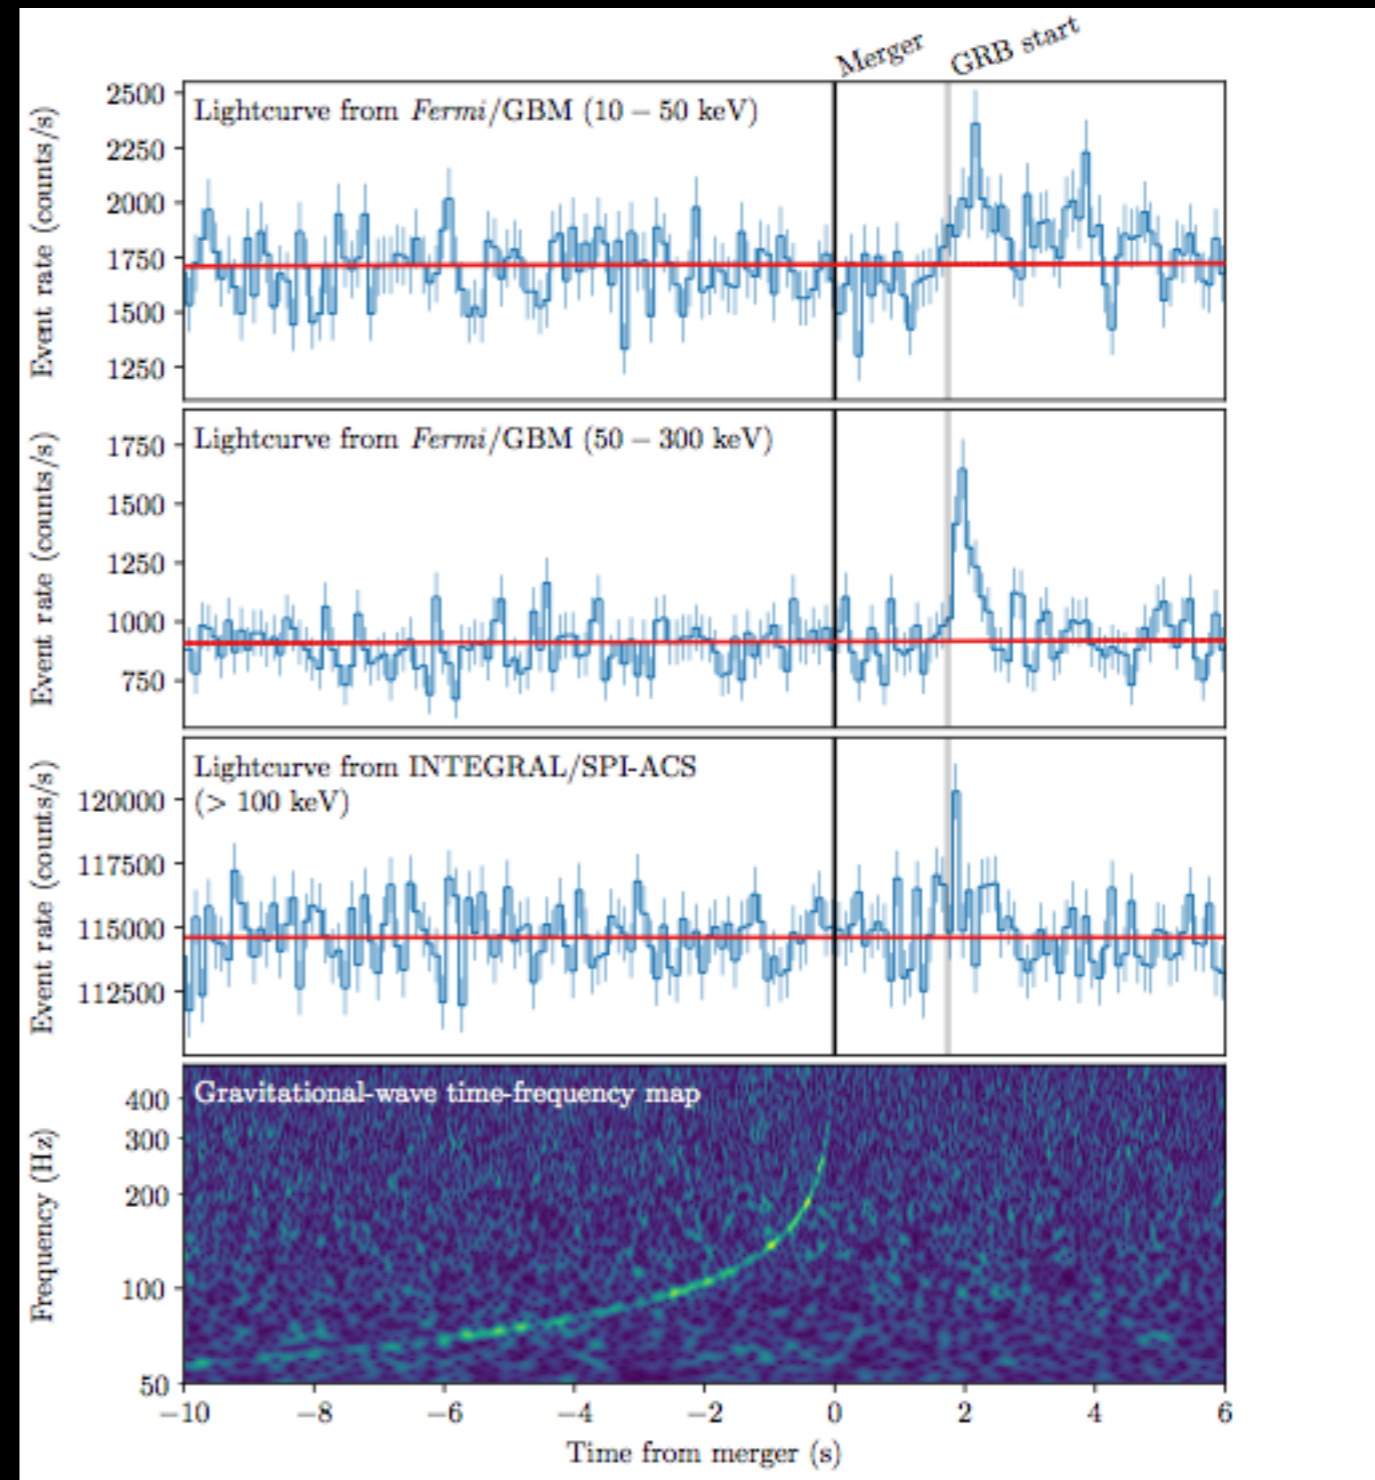 Merger
GRB start
Lightcurve from Fermi/GBM (10 – 50 keV)
Event rate (counts/s)
2500
2250
2000
1750
1500
1250
Lightcurve from Fermi/GBM (50 – 300 keV)
Event rate (counts/s)
1750
1500
1250
1000
750
Lightcurve from INTEGRAL/SPI-ACS
(> 100 keV)
Event rate (counts/s)
120000
117500
115000
112500
Gravitational-wave time-frequency map
Frequency (Hz)
400
300
200
100
50
−10 −8 −6 −4 −2 0 2 4 6
Time from merger (s)